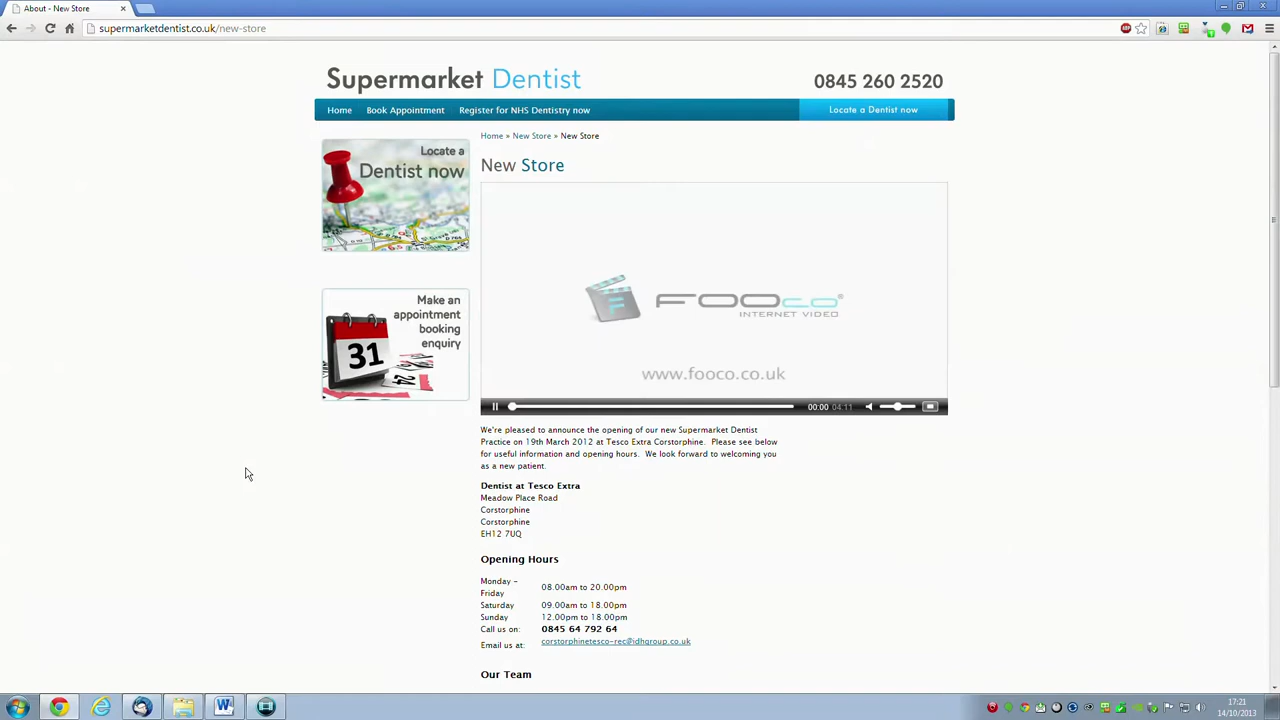 About - New Store
supermarketdentist.co.uk/new-store
Supermarket Dentist
0845 260 2520
Home
Book Appointment
Register for NHS Dentistry now
Locate a Dentist now
Locate a
Dentist now
Make an
appointment
booking
enquiry
31
24
Home » New Store » New Store
New Store
F
FOOCO®
INTERNET VIDEO
www.fooco.co.uk
00:00 04:11
We're pleased to announce the opening of our new Supermarket Dentist
Practice on 19th March 2012 at Tesco Extra Corstorphine. Please see below
for useful information and opening hours. We look forward to welcoming you
as a new patient.
Dentist at Tesco Extra
Meadow Place Road
Corstorphine
Corstorphine
EH12 7UQ
Opening Hours
Monday -
Friday 08.00am to 20.00pm
Saturday 09.00am to 18.00pm
Sunday 12.00pm to 18.00pm
Call us on: 0845 64 792 64
Email us at: corstorphinetesco-rec@idhgroup.co.uk
Our Team
17:21
14/10/2013